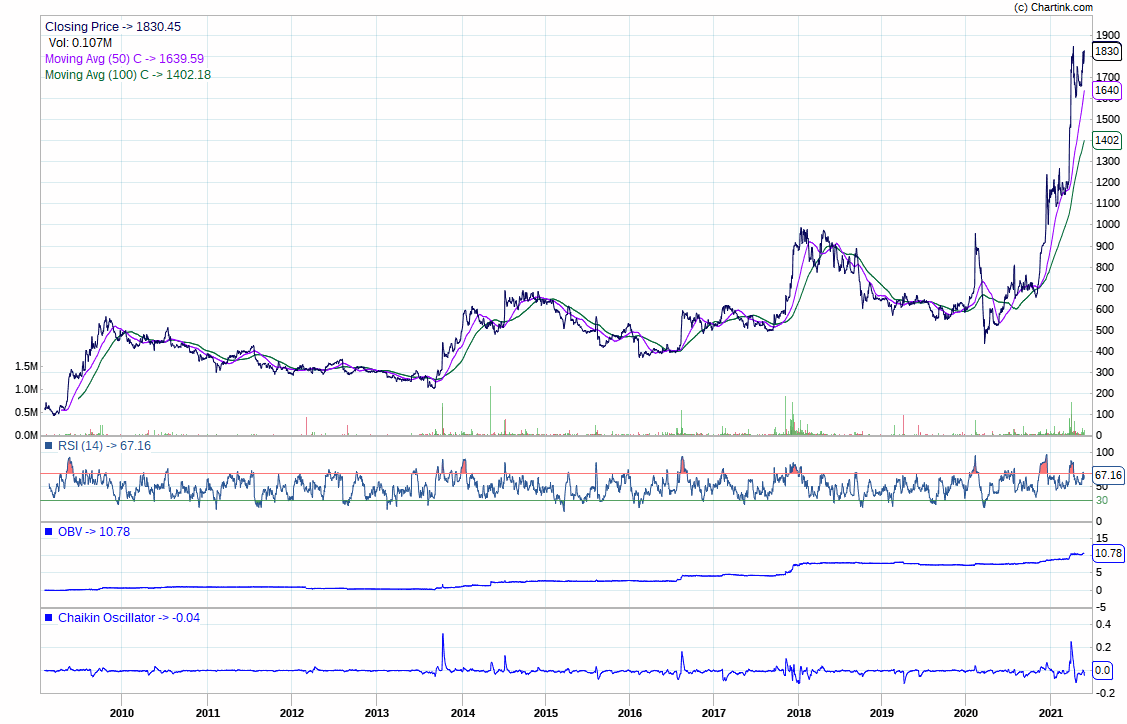 (c) Chartink.com
Closing Price -> 1830.45
Vol: 0.107M
Moving Avg (50) C -> 1639.59
Moving Avg (100) C -> 1402.18
1900
1830
1700
1640
1500
1402
1300
1200
1100
1000
900
800
700
600
500
400
300
200
100
0
1.5M
1.0M
0.5M
0.0M
RSI (14) -> 67.16
100
67.16
30
0
OBV -> 10.78
15
10.78
5
0
-5
Chaikin Oscillator -> -0.04
0.4
0.2
0.0
-0.2
2010 2011 2012 2013 2014 2015 2016 2017 2018 2019 2020 2021